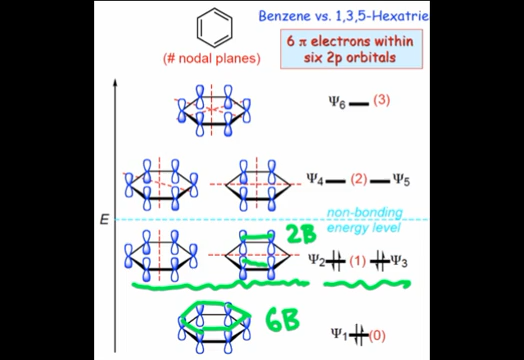 Benzene vs. 1,3,5-Hexatrie
6 π electrons within
six 2p orbitals
(# nodal planes)
Ψ6 (3)
Ψ4 (2) Ψ5
non-bonding
energy level
E
2B
Ψ2 (1) Ψ3
6B
Ψ1 (0)